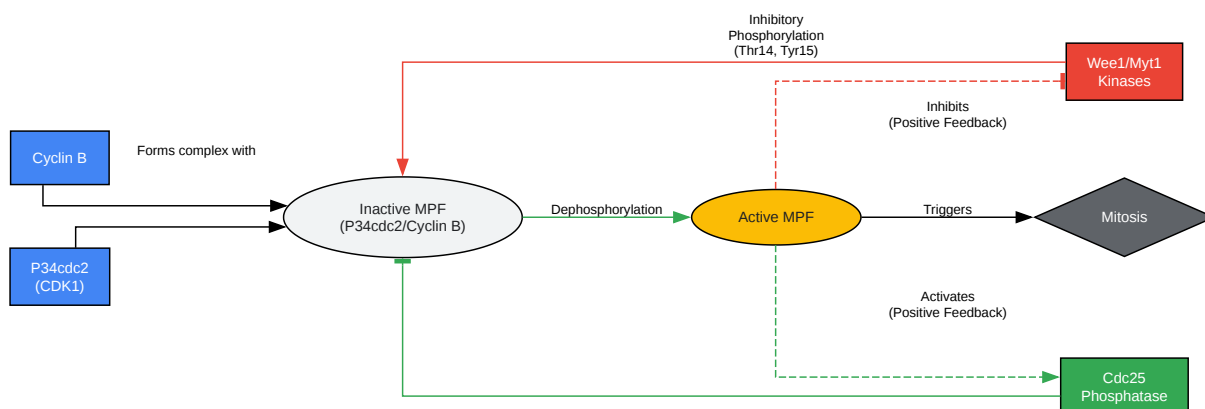 Inhibitory
Phosphorylation
(Thr14, Tyr15)
Wee1/Myt1
Kinases
Inhibits
(Positive Feedback)
Cyclin B
Forms complex with
Inactive MPF
(P34cdc2/Cyclin B)
Dephosphorylation
Active MPF
Triggers
Mitosis
P34cdc2
(CDK1)
Activates
(Positive Feedback)
Cdc25
Phosphatase